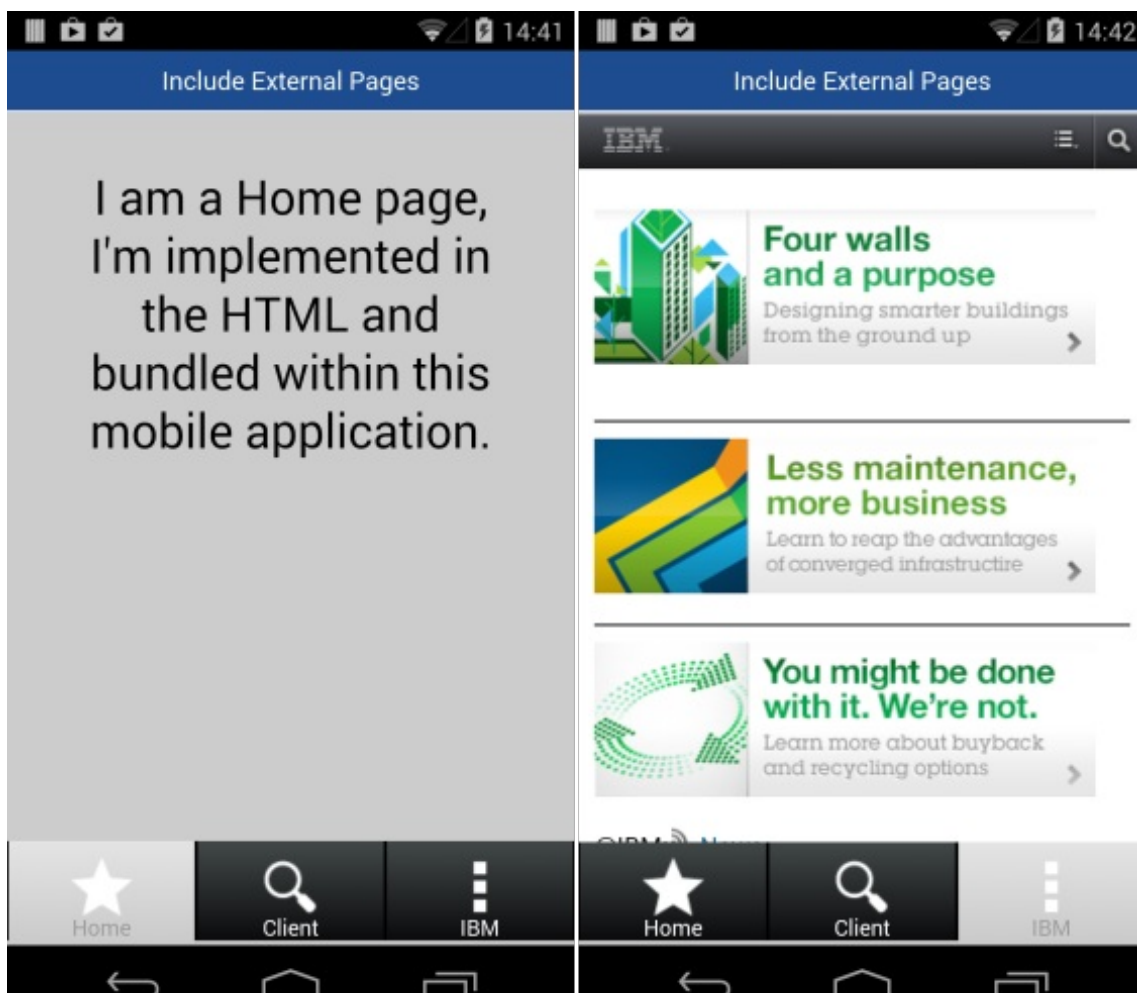 14:41
Include External Pages
I am a Home page,
I'm implemented in
the HTML and
bundled within this
mobile application.
Home
Client
IBM
14:42
Include External Pages
IBM
Four walls
and a purpose
Designing smarter buildings
from the ground up
Less maintenance,
more business
Learn to reap the advantages
of converged infrastructire
You might be done
with it. We're not.
Learn more about buyback
and recycling options
Home
Client
IBM